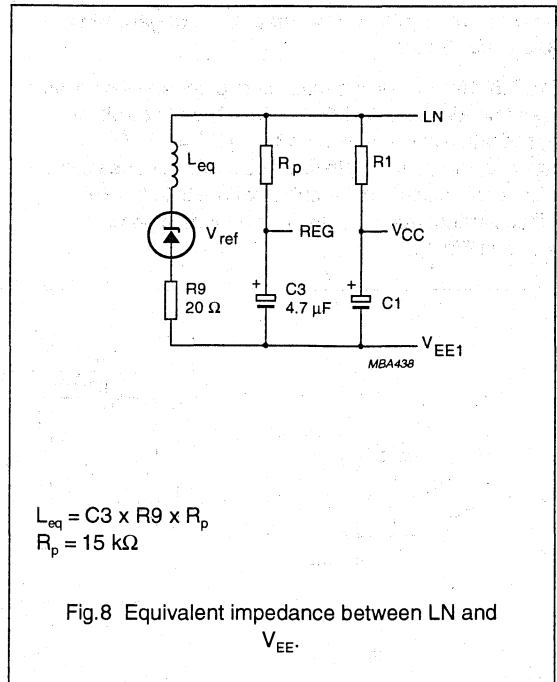 LN
L_eq
R_p
R1
V_ref
REG
V_CC
R9
20 Ω
+
C3
4.7 μF
+
C1
V_EE1
MBA438
L_eq = C3 x R9 x R_p
R_p = 15 kΩ
Fig.8 Equivalent impedance between LN and
V_EE.